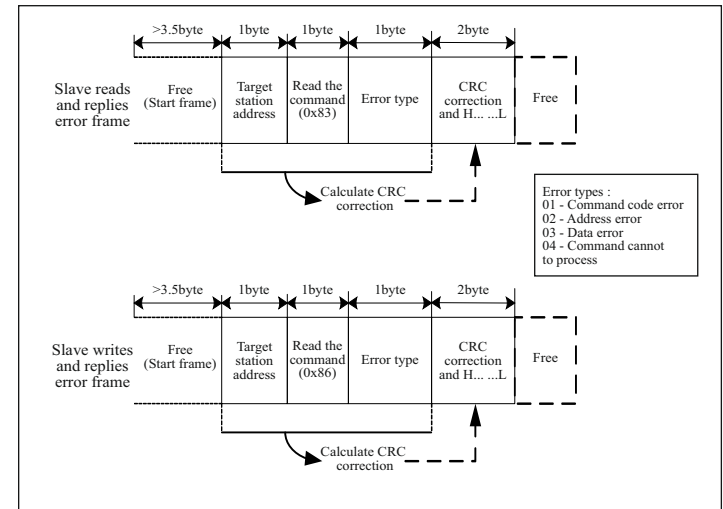 >3.5byte 1byte 1byte 1byte 2byte
Slave reads
and replies
error frame
Free
(Start frame)
Target
station
address
Read the
command
(0x83)
Error type
CRC
correction
and H... ...L
Free
Calculate CRC
correction
Error types :
01 - Command code error
02 - Address error
03 - Data error
04 - Command cannot
to process
>3.5byte 1byte 1byte 1byte 2byte
Slave writes
and replies
error frame
Free
(Start frame)
Target
station
address
Read the
command
(0x86)
Error type
CRC
correction
and H... ...L
Free
Calculate CRC
correction